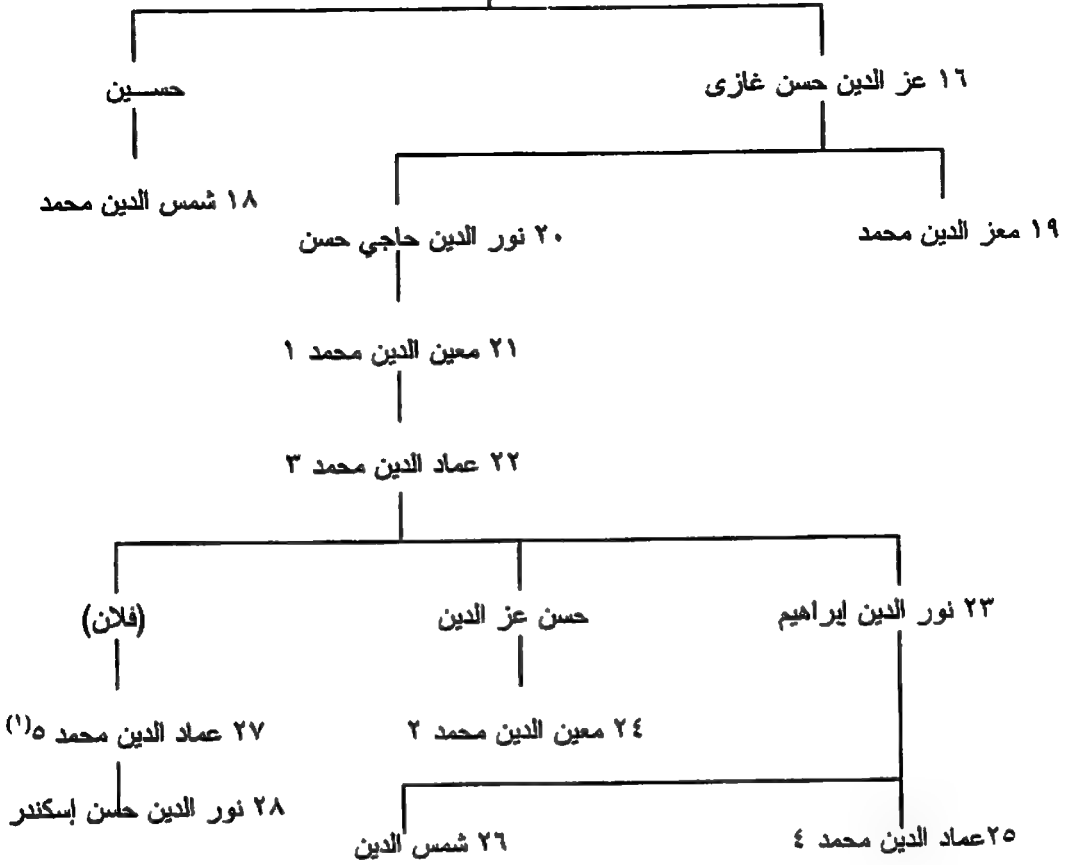 ١٦ عز الدين حسن غازى
حســين
١٨ شمس الدين محمد
١٩ معز الدين محمد
٢٠ نور الدين حاجي حسن
٢١ معين الدين محمد ١
٢٢ عماد الدين محمد ٣
٢٣ نور الدين إبراهيم
حسن عز الدين
(فلان)
٢٤ معين الدين محمد ٢
٢٧ عماد الدين محمد ٥(١)
٢٨ نور الدين حسن إسكندر
٢٥عماد الدين محمد ٤
٢٦ شمس الدين